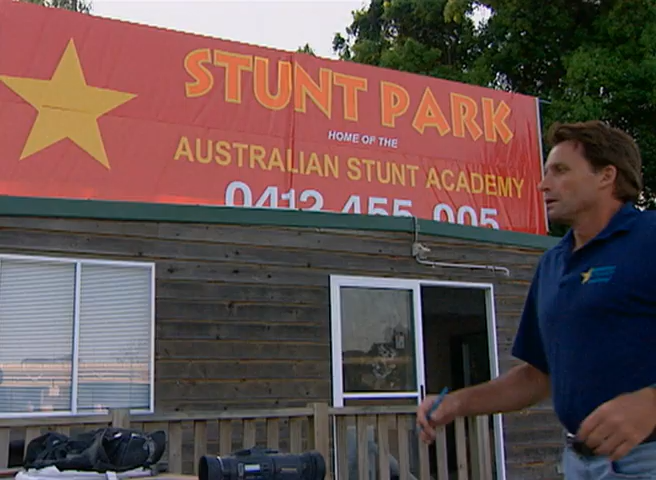 STUNT PARK
HOME OF THE
AUSTRALIAN STUNT ACADEMY
0412 455 005